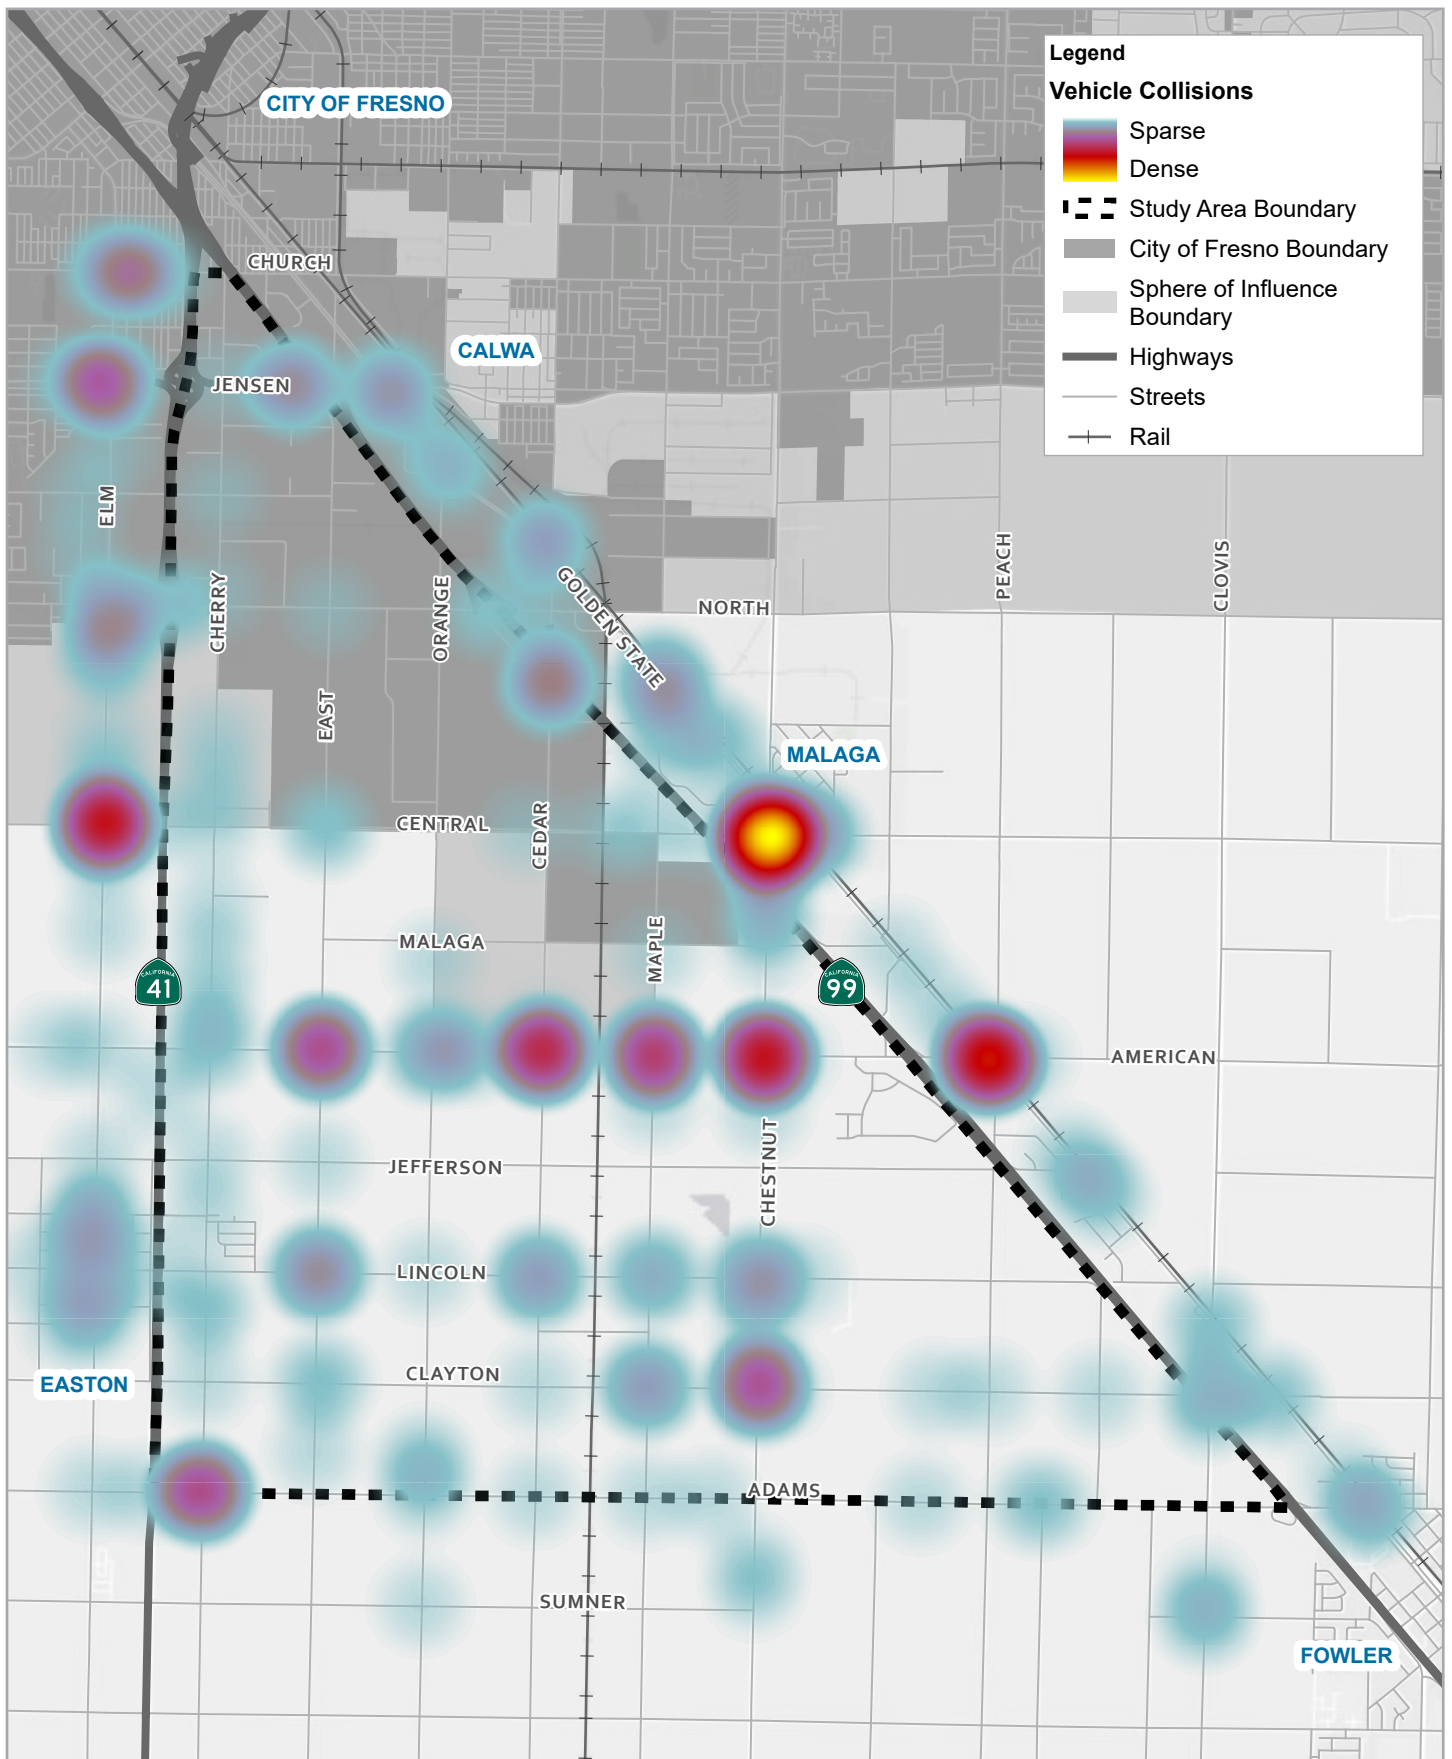 Legend
Vehicle Collisions
Sparse
Dense
Study Area Boundary
City of Fresno Boundary
Sphere of Influence
Boundary
Highways
Streets
Rail
CITY OF FRESNO
CHURCH
CALWA
JENSEN
ELM
CHERRY
ORANGE
GOLDEN STATE
NORTH
PEACH
CLOVIS
EAST
MALAGA
CENTRAL
CEDAR
MALAGA
MAPLE
CALIFORNIA
41
CALIFORNIA
99
AMERICAN
JEFFERSON
CHESTNUT
LINCOLN
CLAYTON
EASTON
ADAMS
SUMNER
FOWLER